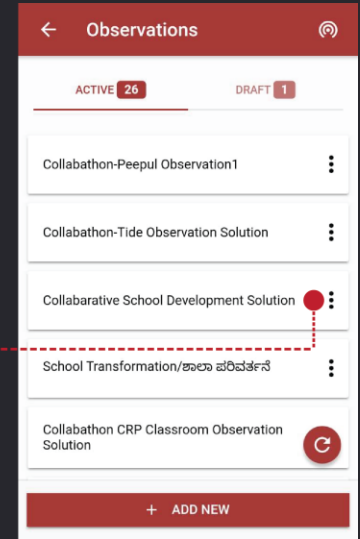 Observations
ACTIVE 26
DRAFT 1
Collabathon-Peepul Observation1
Collabathon-Tide Observation Solution
Collabarative School Development Solution
School Transformation/ಶಾಲಾ ಪರಿವರ್ತನೆ
Collabathon CRP Classroom Observation
Solution
+ ADD NEW